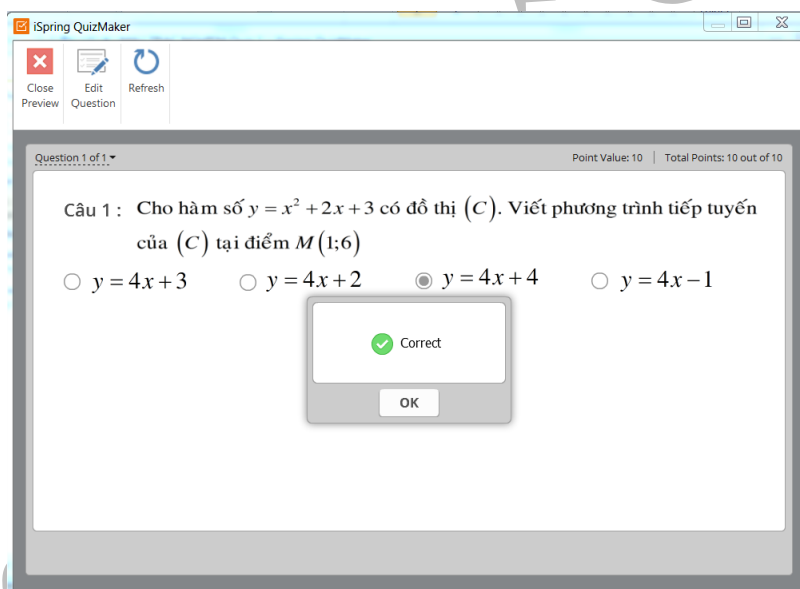 iSpring QuizMaker
Close Preview
Edit Question
Refresh
Question 1 of 1
Point Value: 10 | Total Points: 10 out of 10
Câu 1 : Cho hàm số y = x² + 2x + 3 có đồ thị (C). Viết phương trình tiếp tuyến
của (C) tại điểm M(1;6)
y = 4x + 3 y = 4x + 2 y = 4x + 4 y = 4x − 1
Correct
OK